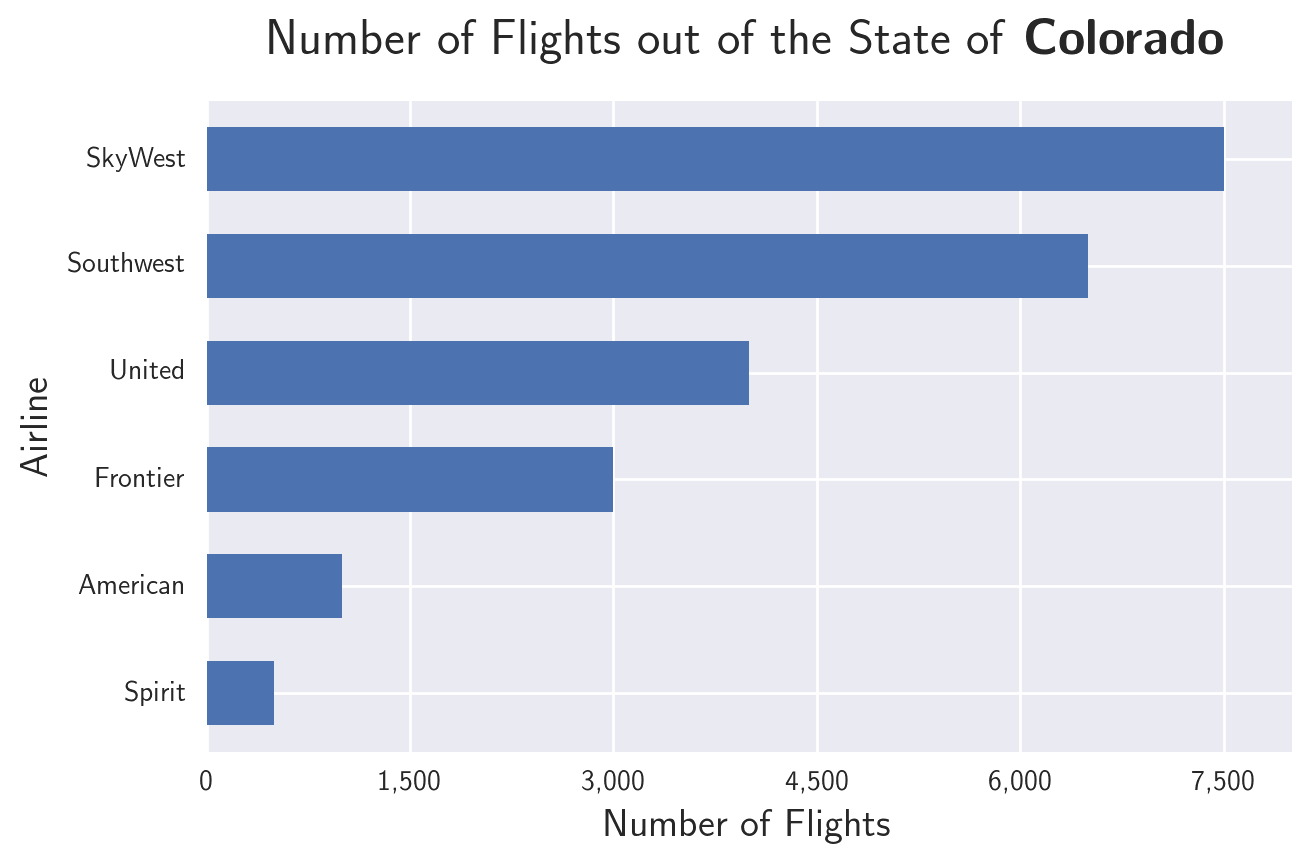 Number of Flights out of the State of Colorado
SkyWest
Southwest
United
Frontier
American
Spirit
Airline
0 1,500 3,000 4,500 6,000 7,500
Number of Flights